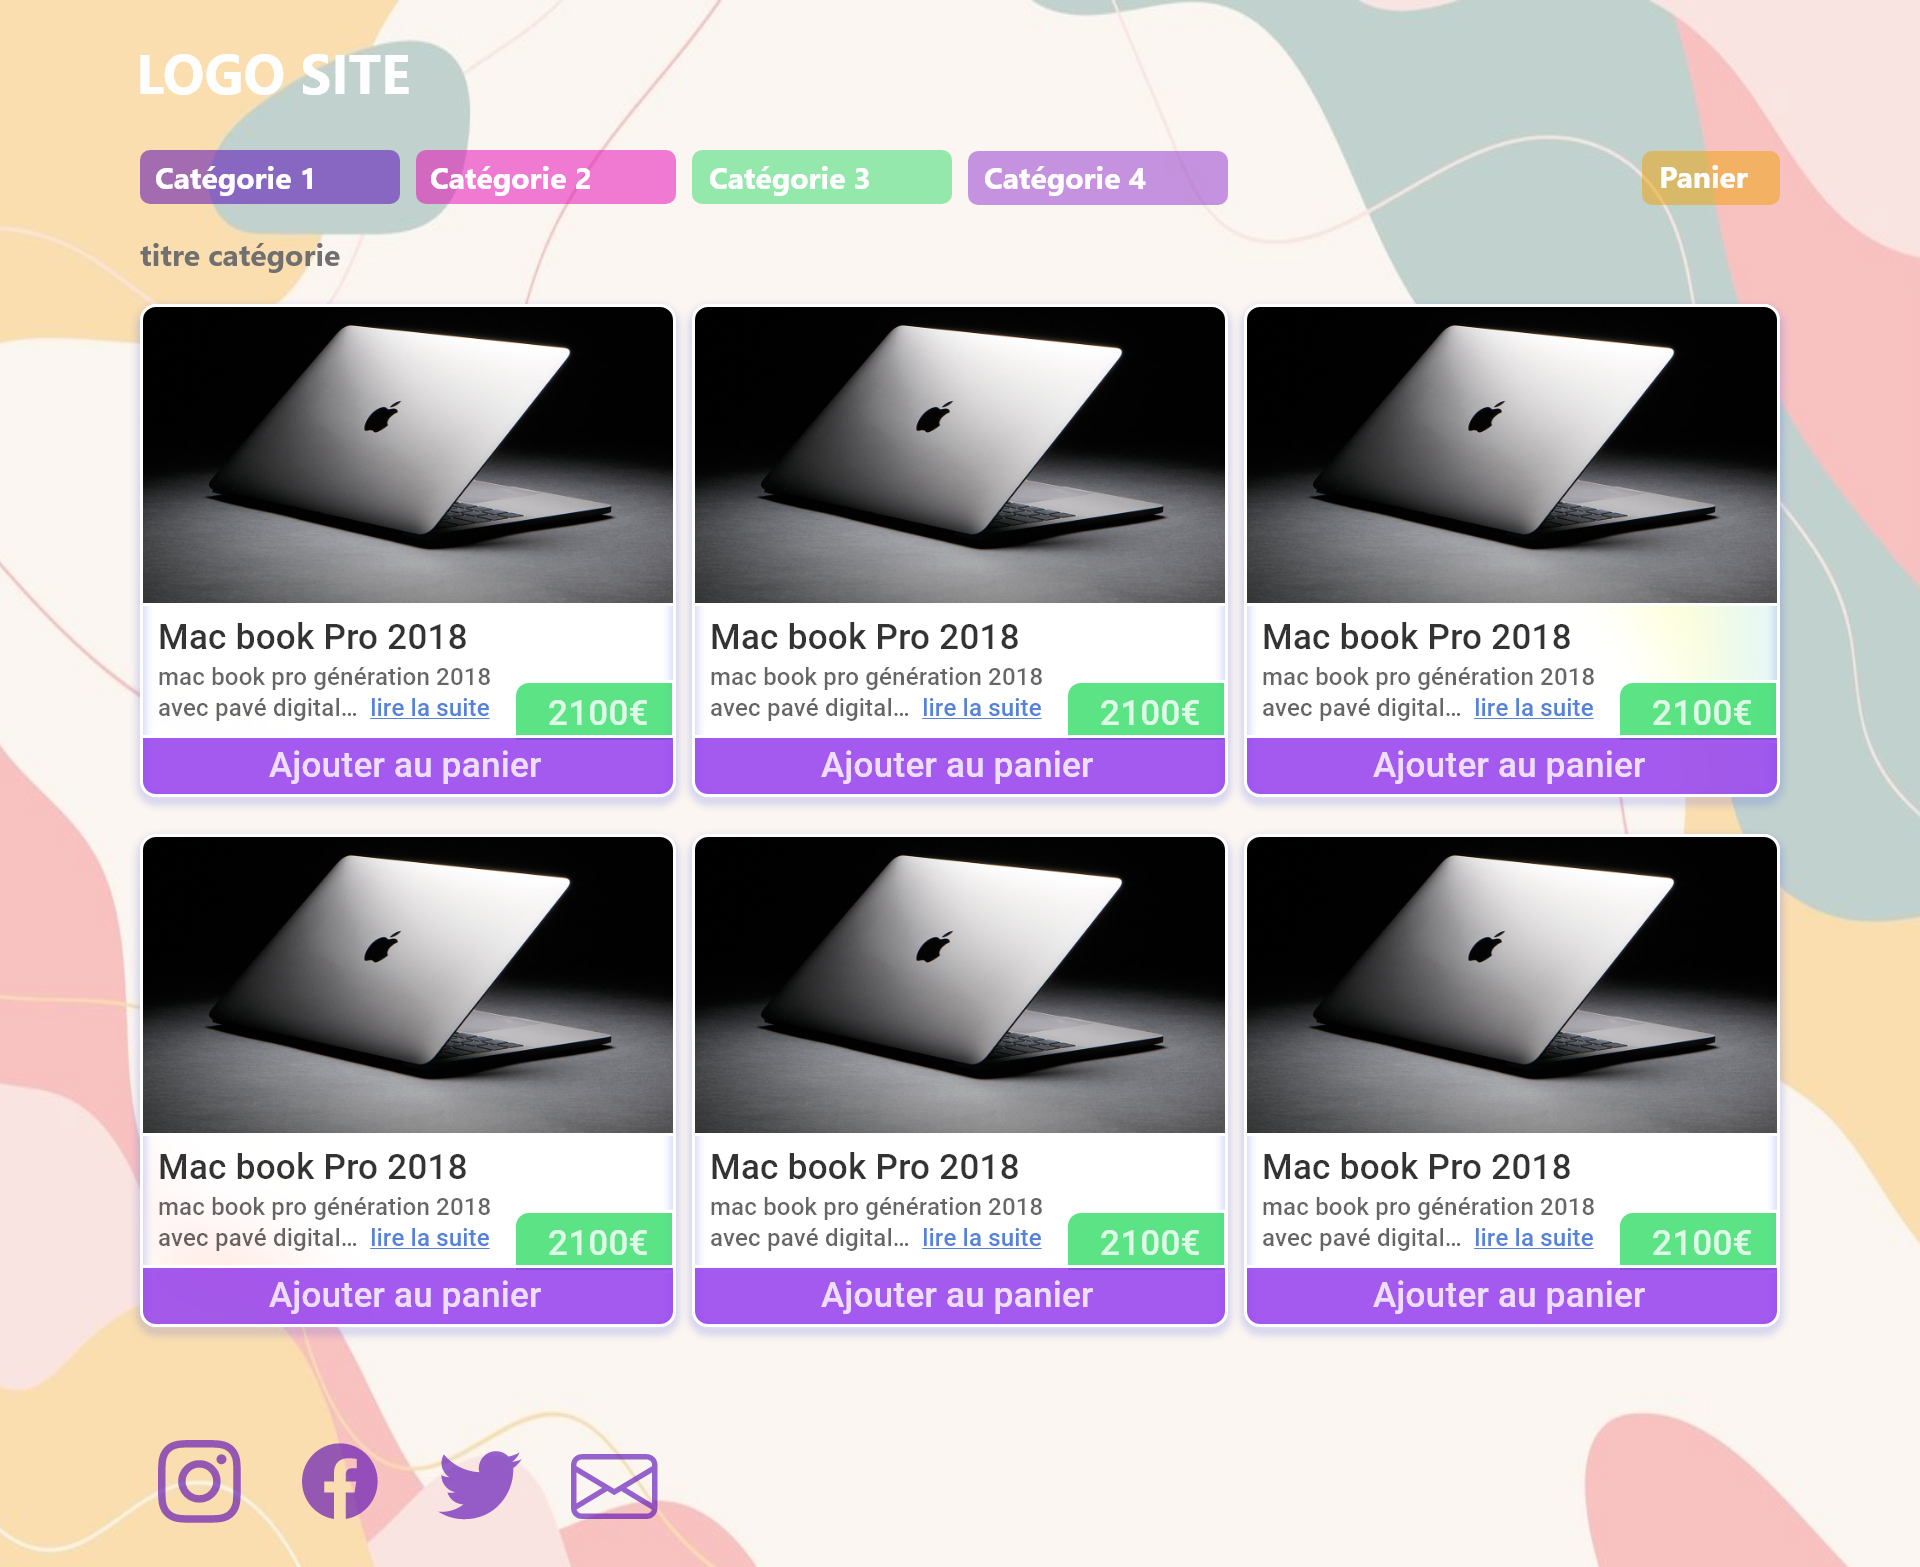 LOGO SITE
Catégorie 1 Catégorie 2 Catégorie 3 Catégorie 4 Panier
titre catégorie
Mac book Pro 2018
mac book pro génération 2018
avec pavé digital... lire la suite
2100€
Ajouter au panier
Mac book Pro 2018
mac book pro génération 2018
avec pavé digital... lire la suite
2100€
Ajouter au panier
Mac book Pro 2018
mac book pro génération 2018
avec pavé digital... lire la suite
2100€
Ajouter au panier
Mac book Pro 2018
mac book pro génération 2018
avec pavé digital... lire la suite
2100€
Ajouter au panier
Mac book Pro 2018
mac book pro génération 2018
avec pavé digital... lire la suite
2100€
Ajouter au panier
Mac book Pro 2018
mac book pro génération 2018
avec pavé digital... lire la suite
2100€
Ajouter au panier